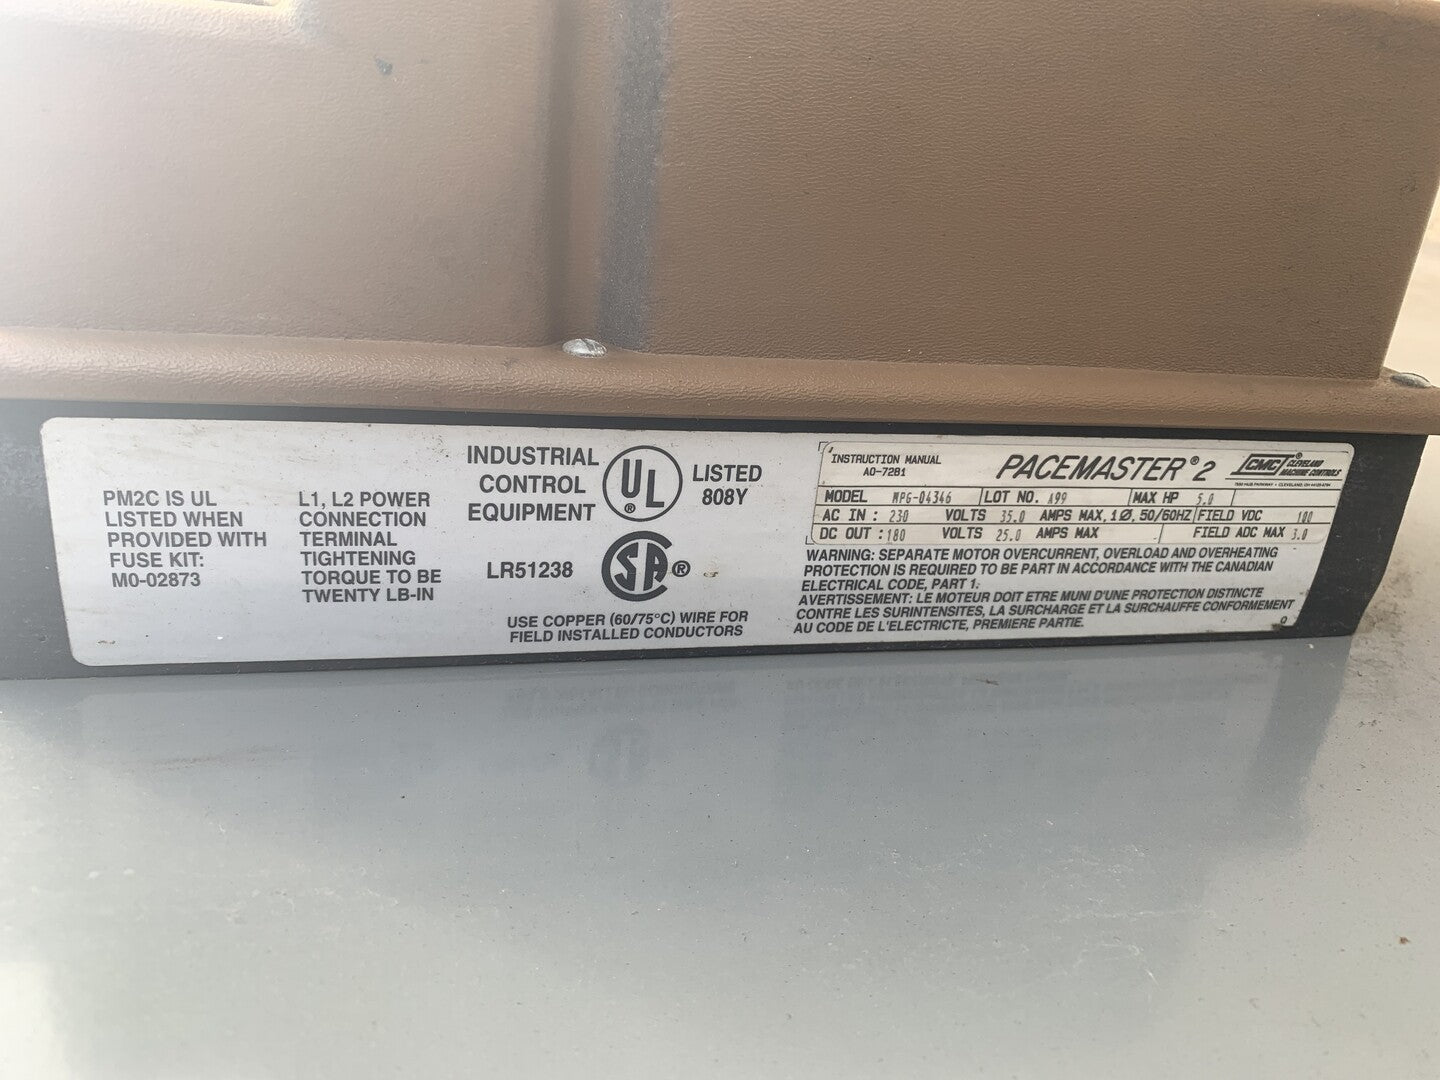 PM2C IS UL
LISTED WHEN
PROVIDED WITH
FUSE KIT:
M0-02873
L1, L2 POWER
CONNECTION
TERMINAL
TIGHTENING
TORQUE TO BE
TWENTY LB-IN
INDUSTRIAL
CONTROL
EQUIPMENT
UL
®
LISTED
808Y
LR51238
SA ®
USE COPPER (60/75°C) WIRE FOR
FIELD INSTALLED CONDUCTORS
INSTRUCTION MANUAL
AO-7281
PACEMASTER® 2
CMC
CLEVELAND
MACHINE CONTROLS
MODEL MPG-04346 LOT NO. A99 MAX HP 5.0
AC IN : 230 VOLTS 35.0 AMPS MAX, 1Ø, 50/60HZ FIELD VDC 100
DC OUT : 180 VOLTS 25.0 AMPS MAX FIELD ADC MAX 3.0
WARNING: SEPARATE MOTOR OVERCURRENT, OVERLOAD AND OVERHEATING
PROTECTION IS REQUIRED TO BE PART IN ACCORDANCE WITH THE CANADIAN
ELECTRICAL CODE, PART 1.
AVERTISSEMENT: LE MOTEUR DOIT ETRE MUNI D'UNE PROTECTION DISTINCTE
CONTRE LES SURINTENSITES, LA SURCHARGE ET LA SURCHAUFFE CONFORMEMENT
AU CODE DE L'ELECTRICTE, PREMIERE PARTIE.